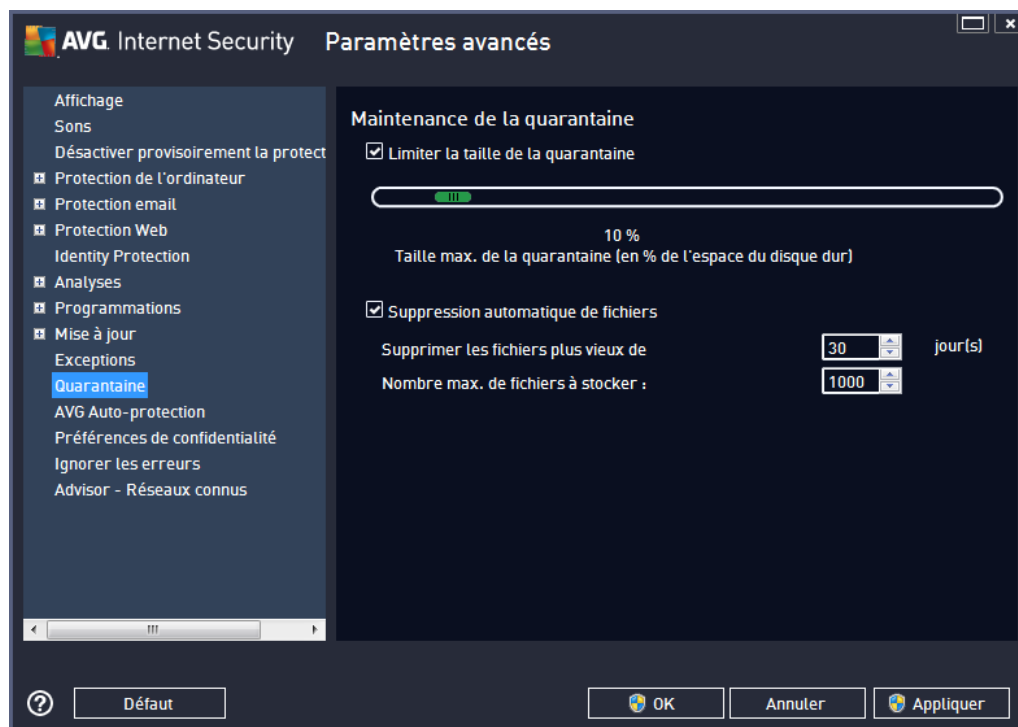 AVG. Internet Security Paramètres avancés
Affichage
Sons
Désactiver provisoirement la protect
Protection de l'ordinateur
Protection email
Protection Web
Identity Protection
Analyses
Programmations
Mise à jour
Exceptions
Quarantaine
AVG Auto-protection
Préférences de confidentialité
Ignorer les erreurs
Advisor - Réseaux connus
Maintenance de la quarantaine
Limiter la taille de la quarantaine
10 %
Taille max. de la quarantaine (en % de l'espace du disque dur)
Suppression automatique de fichiers
Supprimer les fichiers plus vieux de 30 jour(s)
Nombre max. de fichiers à stocker : 1000
? Défaut OK Annuler Appliquer